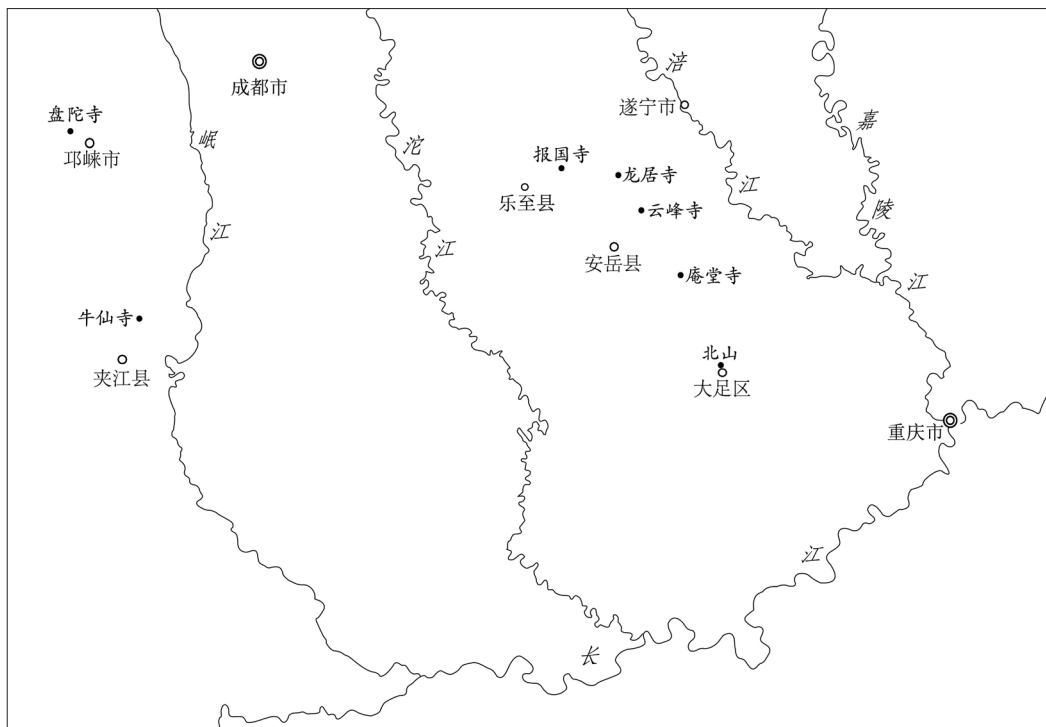 成都市
盘陀寺
邛崃市
岷
江
沱
江
涪
江
遂宁市
嘉
陵
江
报国寺
乐至县
龙居寺
云峰寺
安岳县
庵堂寺
牛仙寺
夹江县
北山
大足区
重庆市
长
江